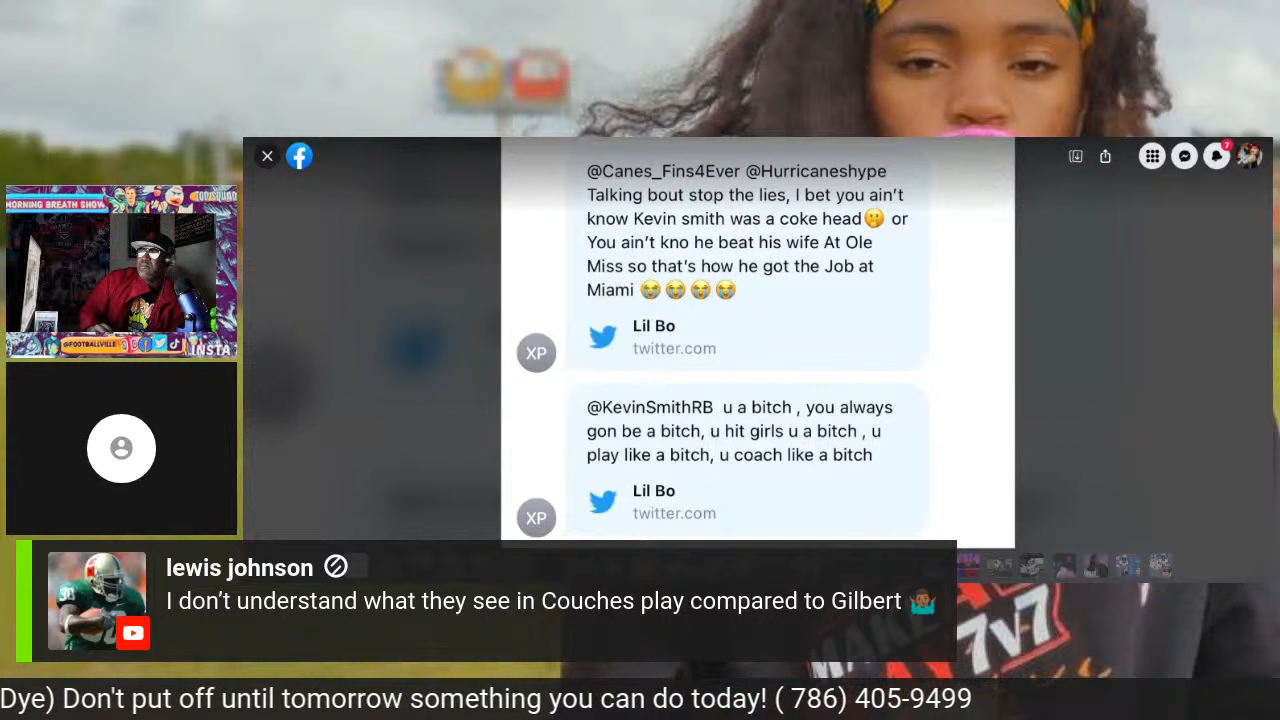 @Canes_Fins4Ever @Hurricaneshype
Talking bout stop the lies, I bet you ain't
know Kevin smith was a coke head🤫 or
You ain't kno he beat his wife At Ole
Miss so that's how he got the Job at
Miami 😭😭😭😭
Lil Bo
twitter.com
XP
@KevinSmithRB u a bitch , you always
gon be a bitch, u hit girls u a bitch , u
play like a bitch, u coach like a bitch
Lil Bo
twitter.com
XP
7
MORNING BREATH SHOW
@FOOTBALLVILLE
INSTA
lewis johnson
I don’t understand what they see in Couches play compared to Gilbert 🤷🏾‍♂️
7v7
Dye) Don't put off until tomorrow something you can do today! ( 786) 405-9499